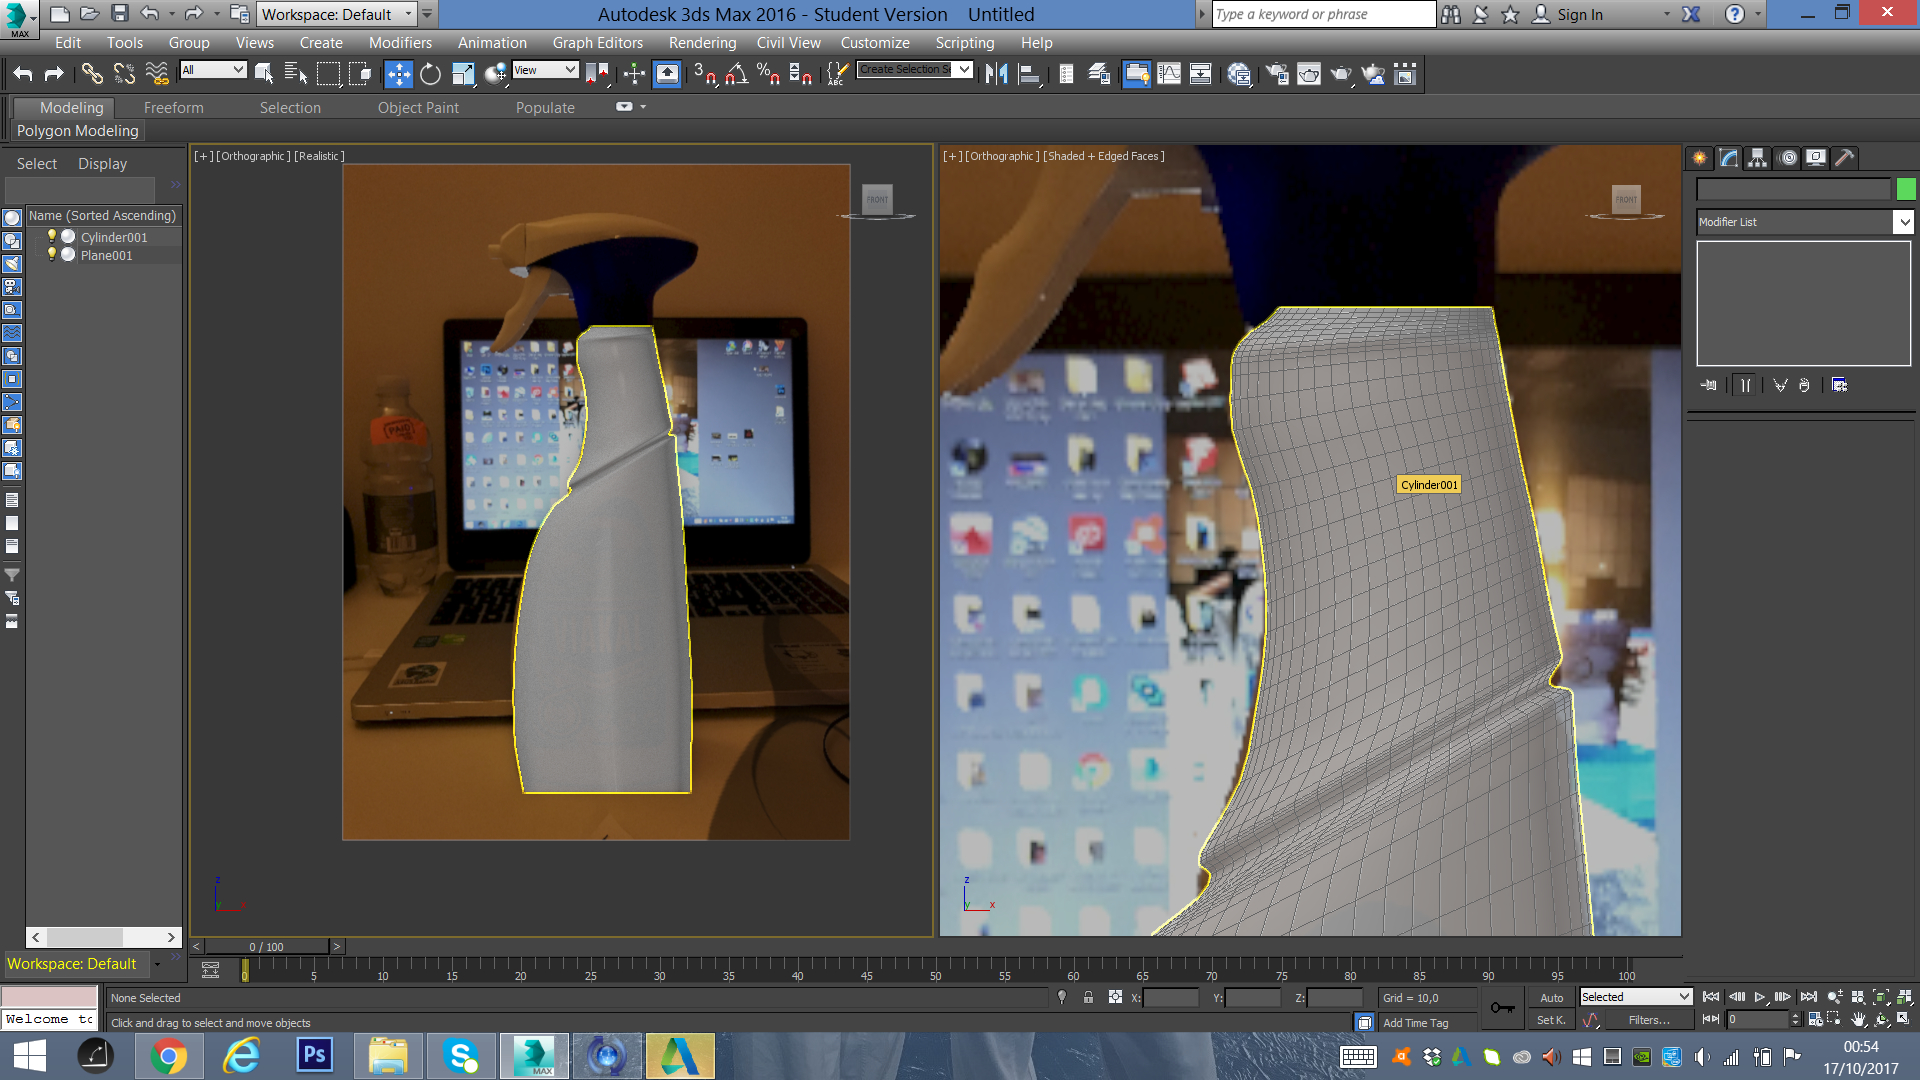 Workspace: Default
Autodesk 3ds Max 2016 - Student Version Untitled
Type a keyword or phrase
Sign In
MAX
Edit Tools Group Views Create Modifiers Animation Graph Editors Rendering Civil View Customize Scripting Help
All
View
3
ABC
Create Selection Se
Modeling Freeform Selection Object Paint Populate
Polygon Modeling
Select Display
Name (Sorted Ascending)
Cylinder001
Plane001
[+] [Orthographic] [Realistic]
FRONT
PAID
z
y
x
[+] [Orthographic] [Shaded + Edged Faces]
FRONT
Cylinder001
z
y
x
Modifier List
0 / 100
Workspace: Default
0 5 10 15 20 25 30 35 40 45 50 55 60 65 70 75 80 85 90 95 100
None Selected
X: Y: Z:
Grid = 10,0
Auto
Selected
Welcome to
Click and drag to select and move objects
Add Time Tag
Set K.
Filters...
0
Ps
MAX
00:54
17/10/2017